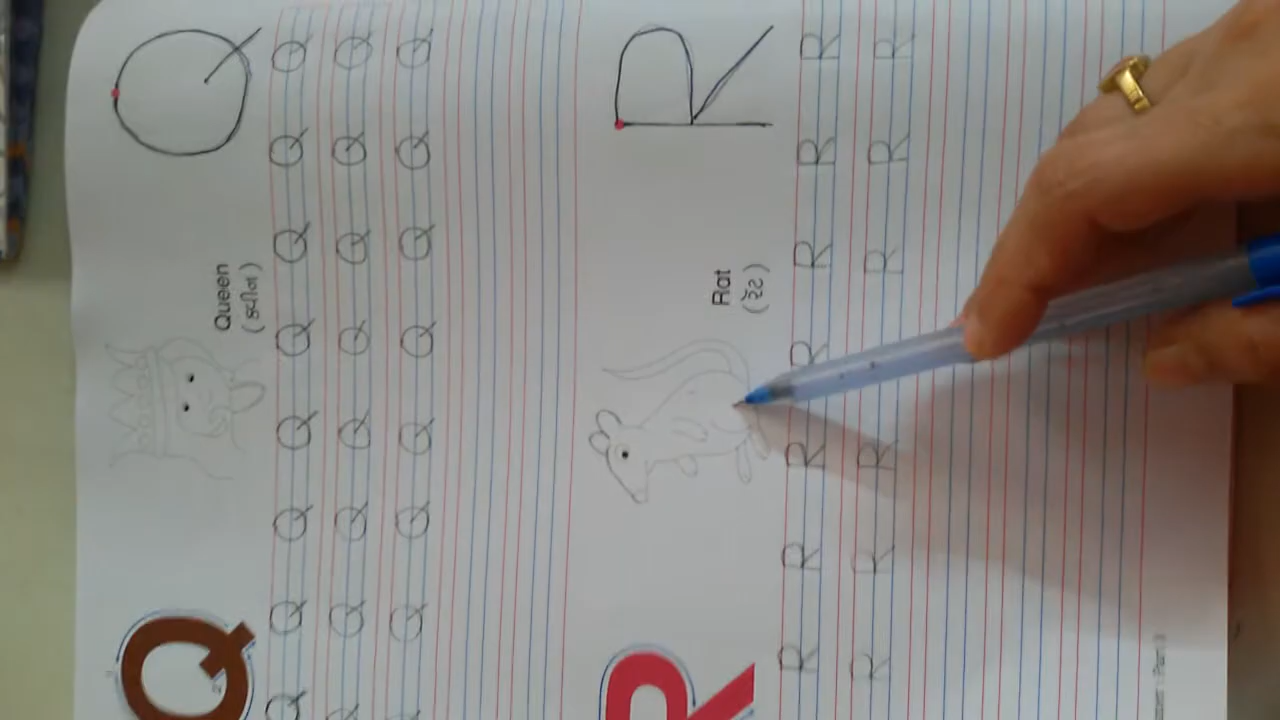 Q Queen Q
(ક્વીન)
Q Q Q Q Q Q Q Q
Q Q Q Q Q Q Q Q
Q Q Q Q Q Q Q Q
R Rat R
(રેટ)
R R R R R R R
R R R R R R